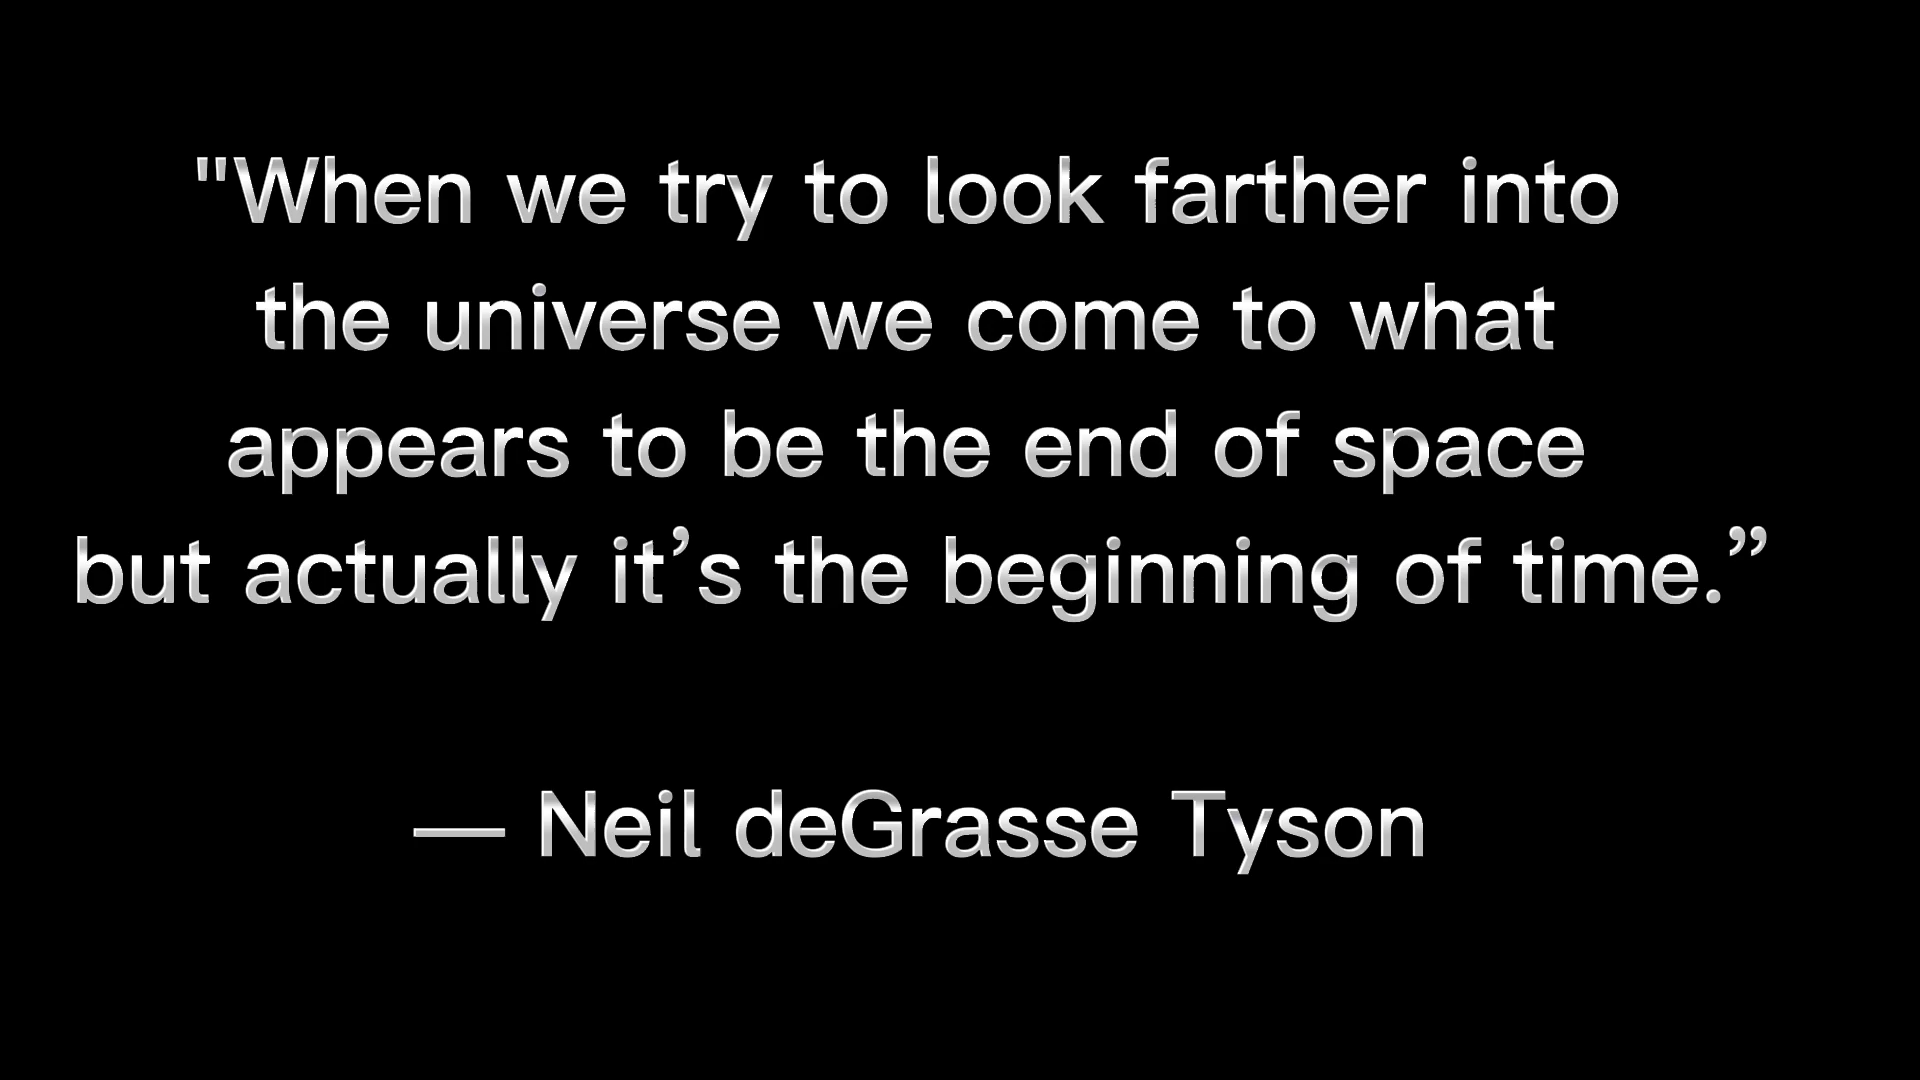 "When we try to look farther into
the universe we come to what
appears to be the end of space
but actually it’s the beginning of time.”
— Neil deGrasse Tyson